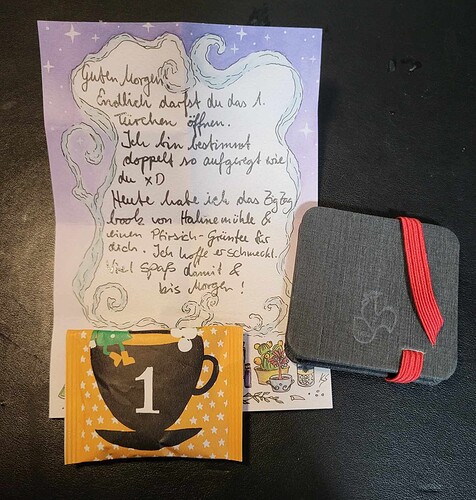 Guten Morgen
Endlich darfst du das 1.
Türchen öffnen.
Ich bin bestimmt
doppelt so aufgeregt wie
du xD
Heute habe ich das ZigZag
book von Hahnemühle &
einen Pfirsich-Grüntee für
dich. Ich hoffe er schmeckt.
Viel Spaß damit &
bis Morgen!
1